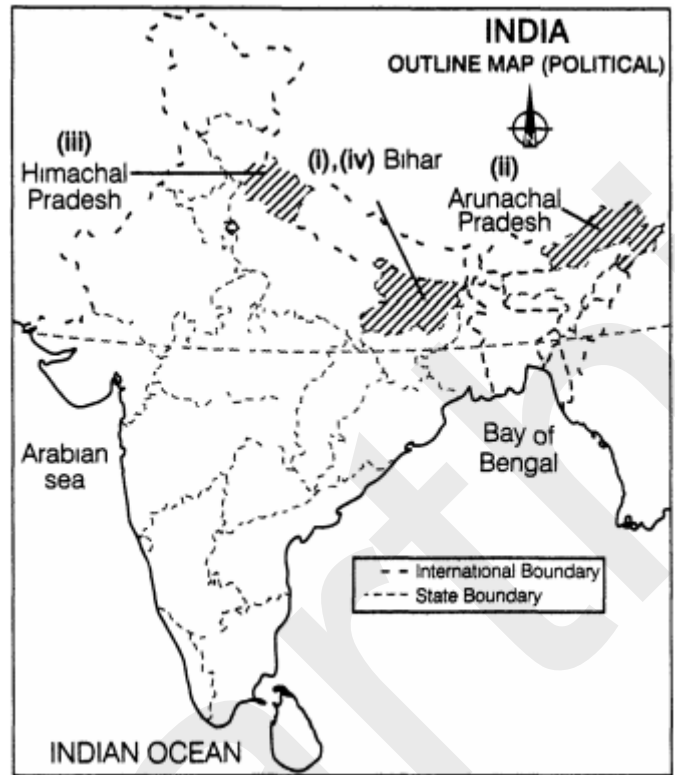 INDIA
OUTLINE MAP (POLITICAL)
N
(iii)
Himachal
Pradesh
(i),(iv) Bihar
(ii)
Arunachal
Pradesh
Arabian
sea
Bay of
Bengal
International Boundary
State Boundary
INDIAN OCEAN